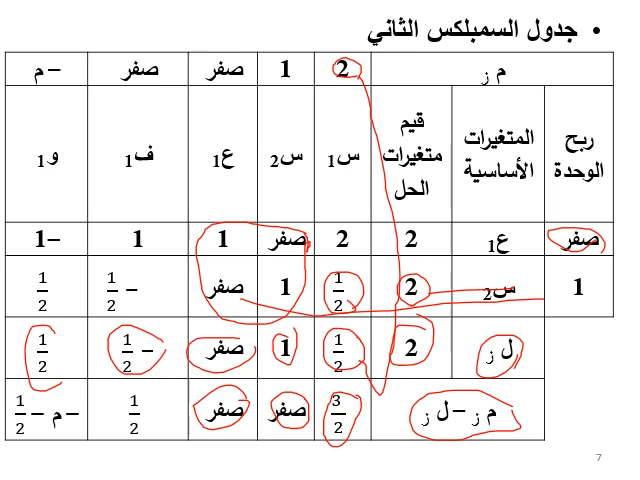 • جدول السمبلكس الثاني
م ز 2 1 صفر صفر – م
ربح الوحدة المتغيرات الأساسية قيم متغيرات الحل س1 س2 ع1 ف1 و1
صفر ع1 2 2 صفر 1 1 –1
1 س2 2 1/2 1 صفر – 1/2 1/2
ل ز 2 1/2 1 صفر – 1/2 1/2
م ز – ل ز 3/2 صفر صفر 1/2 – م – 1/2
7